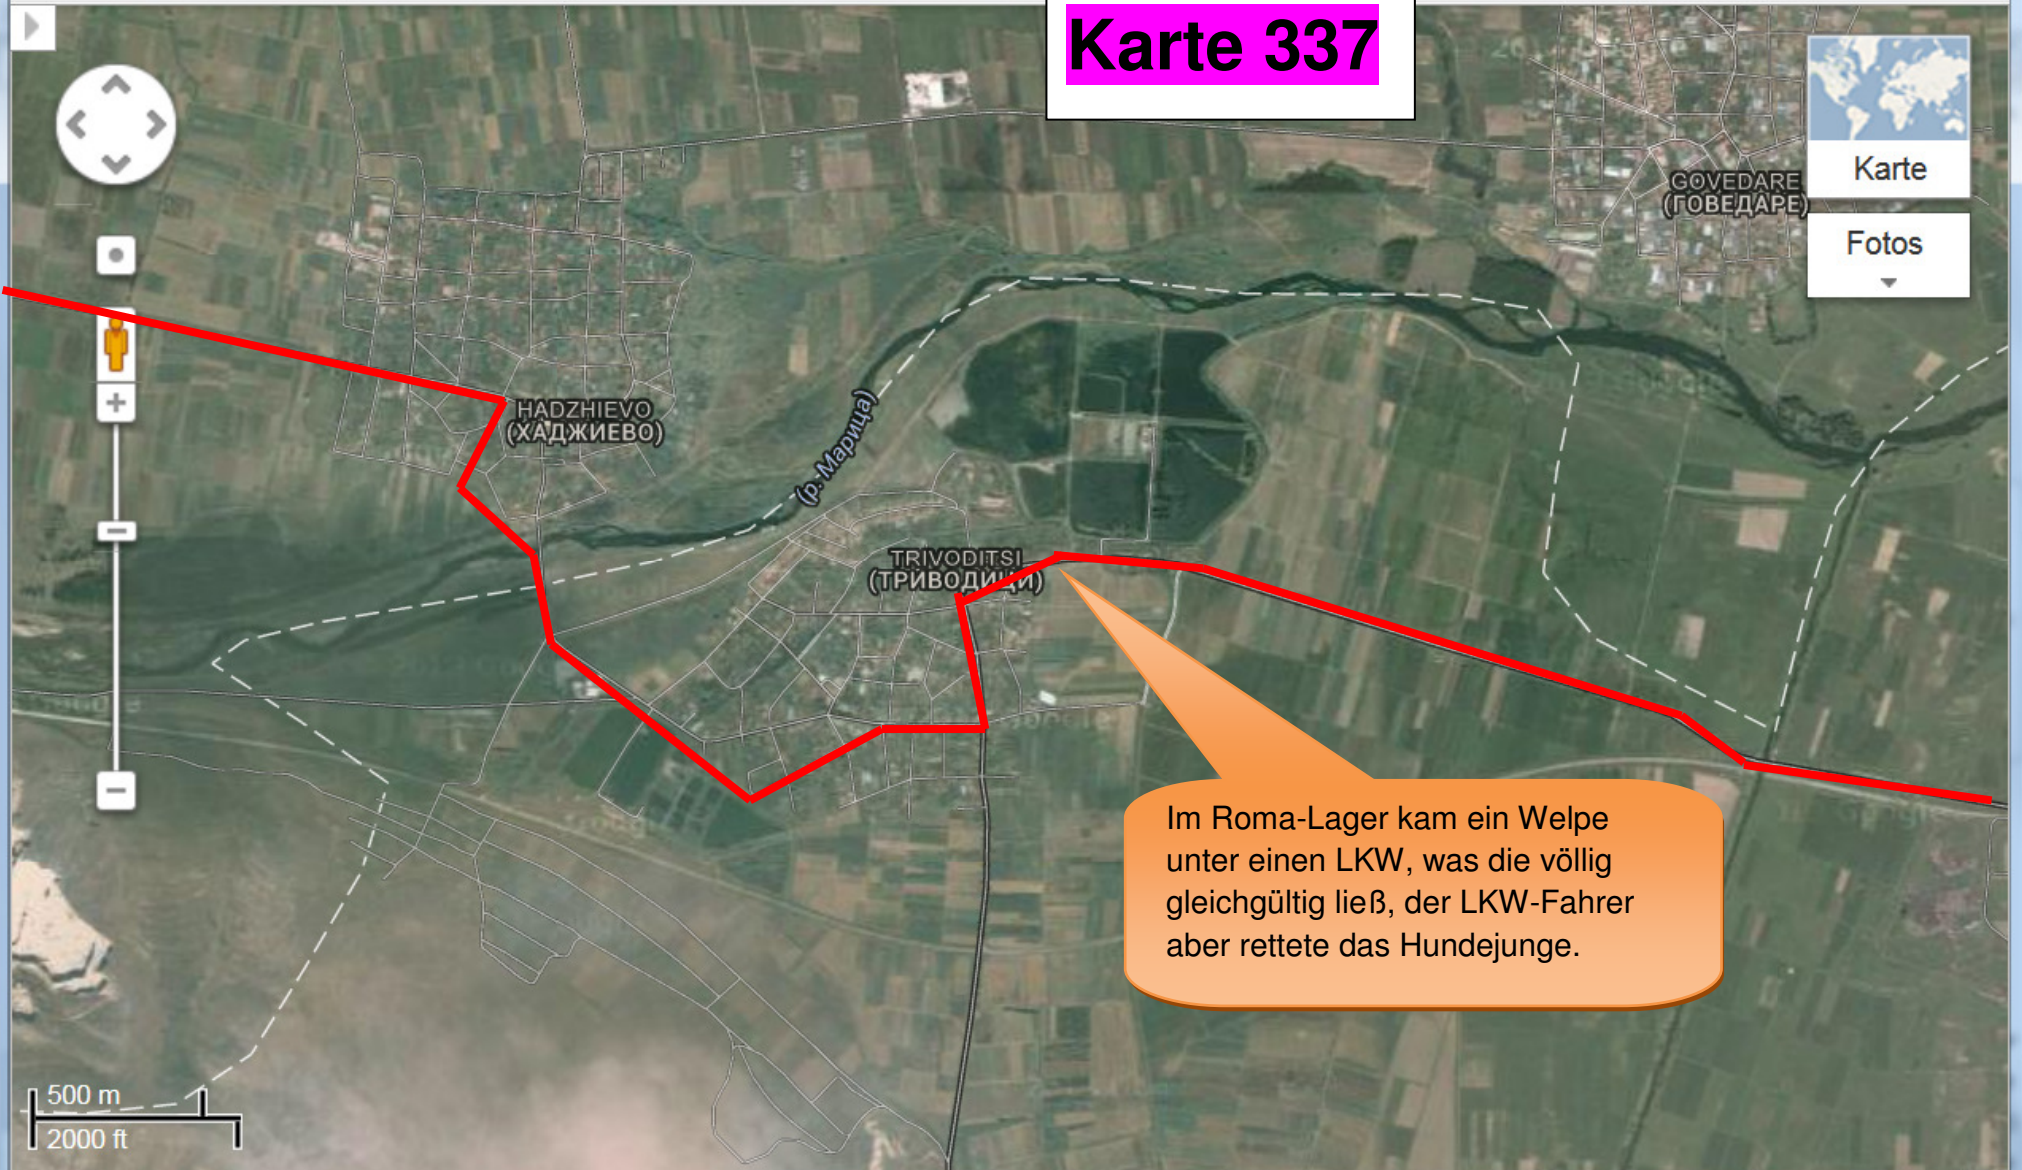 Karte 337
Karte
Fotos
GOVEDARE
(ГОВЕДАРЕ)
HADZHIEVO
(ХАДЖИЕВО)
(р. Марица)
TRIVODITSI
(ТРИВОДИЦИ)
Google
Im Roma-Lager kam ein Welpe
unter einen LKW, was die völlig
gleichgültig ließ, der LKW-Fahrer
aber rettete das Hundejunge.
500 m
2000 ft